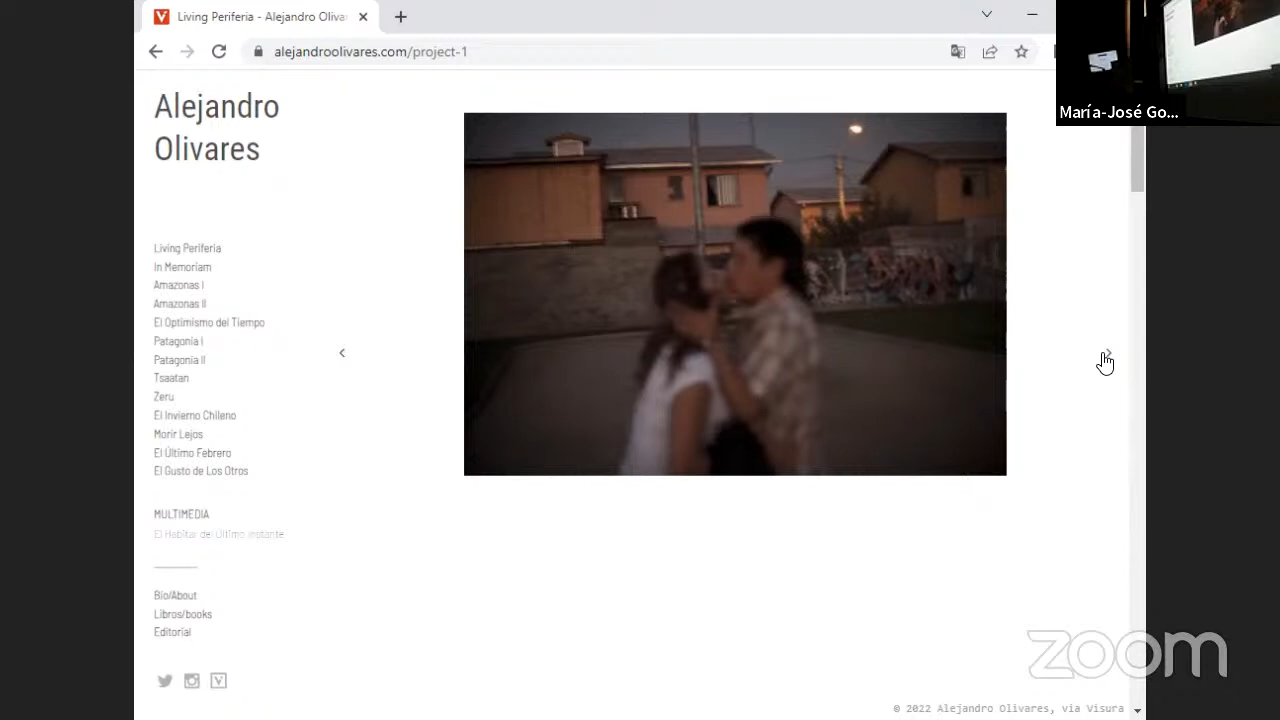 Living Periferia - Alejandro Oliva
alejandroolivares.com/project-1
María-José Go...
Alejandro
Olivares
Living Periferia
In Memoriam
Amazonas I
Amazonas II
El Optimismo del Tiempo
Patagonia I
Patagonia II
Tsaatan
Zeru
El Invierno Chileno
Morir Lejos
El Último Febrero
El Gusto de Los Otros
MULTIMEDIA
El Habitar del Último Instante
Bio/About
Libros/books
Editorial
zoom
© 2022 Alejandro Olivares, via Visura